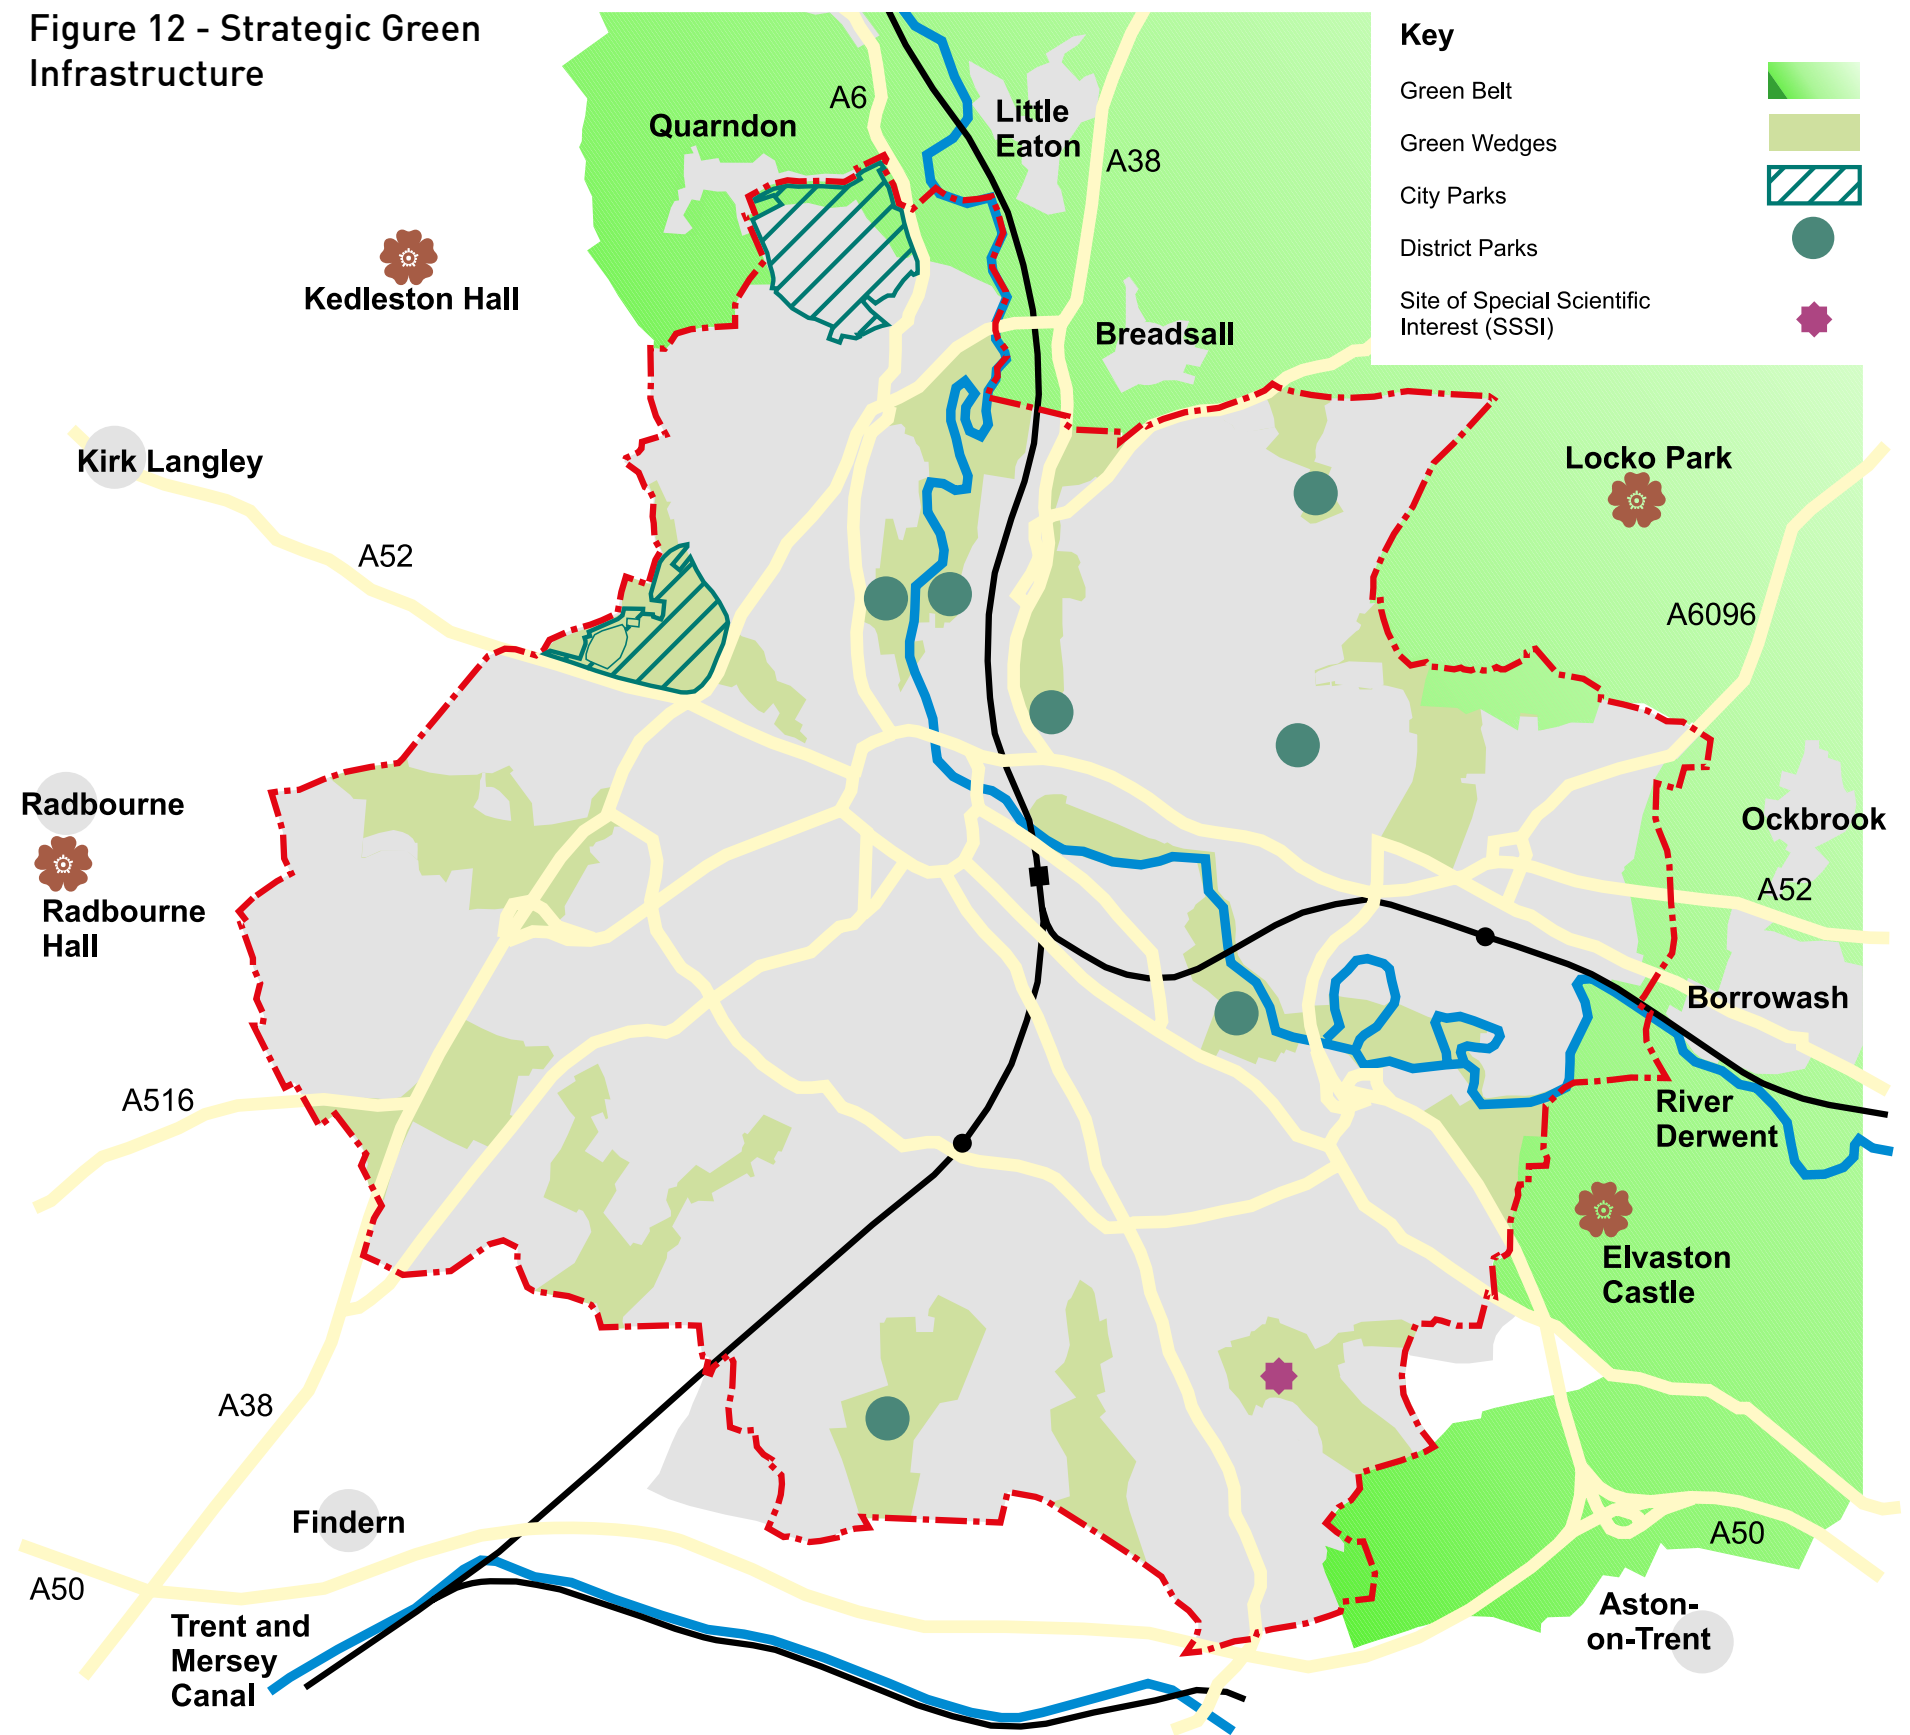 Figure 12 - Strategic Green
Infrastructure
Key
Green Belt
Green Wedges
City Parks
District Parks
Site of Special Scientific
Interest (SSSI)
A6
Little
Eaton
Quarndon
A38
Kedleston Hall
Breadsall
Kirk Langley
Locko Park
A52
A6096
Radbourne
Ockbrook
A52
Radbourne
Hall
Borrowash
A516
River
Derwent
Elvaston
Castle
A38
Findern
A50
A50
Aston-
on-Trent
Trent and
Mersey
Canal